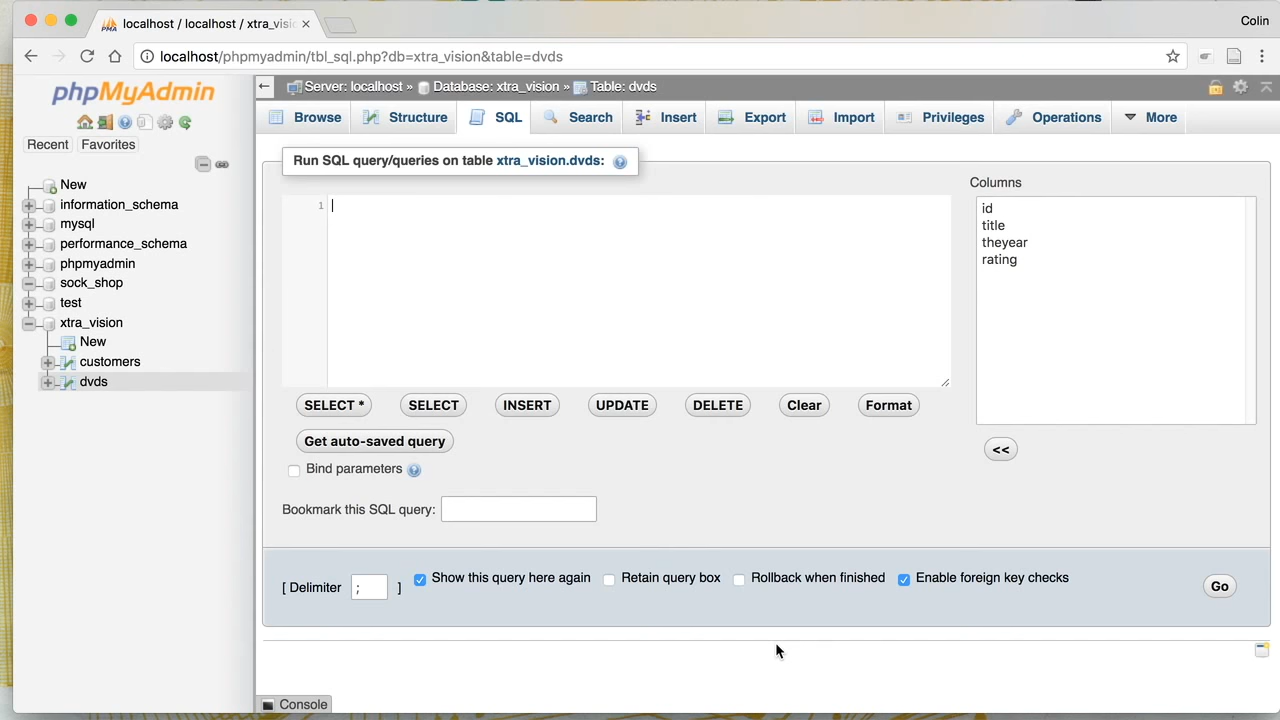 localhost / localhost / xtra_visi
Colin
localhost/phpmyadmin/tbl_sql.php?db=xtra_vision&table=dvds
phpMyAdmin
Server: localhost » Database: xtra_vision » Table: dvds
Browse Structure SQL Search Insert Export Import Privileges Operations More
Recent Favorites
Run SQL query/queries on table xtra_vision.dvds:
New
information_schema
mysql
performance_schema
phpmyadmin
sock_shop
test
xtra_vision
New
customers
dvds
1
Columns
id
title
theyear
rating
SELECT * SELECT INSERT UPDATE DELETE Clear Format
<<
Get auto-saved query
Bind parameters
Bookmark this SQL query:
[ Delimiter ; ] Show this query here again Retain query box Rollback when finished Enable foreign key checks Go
Console